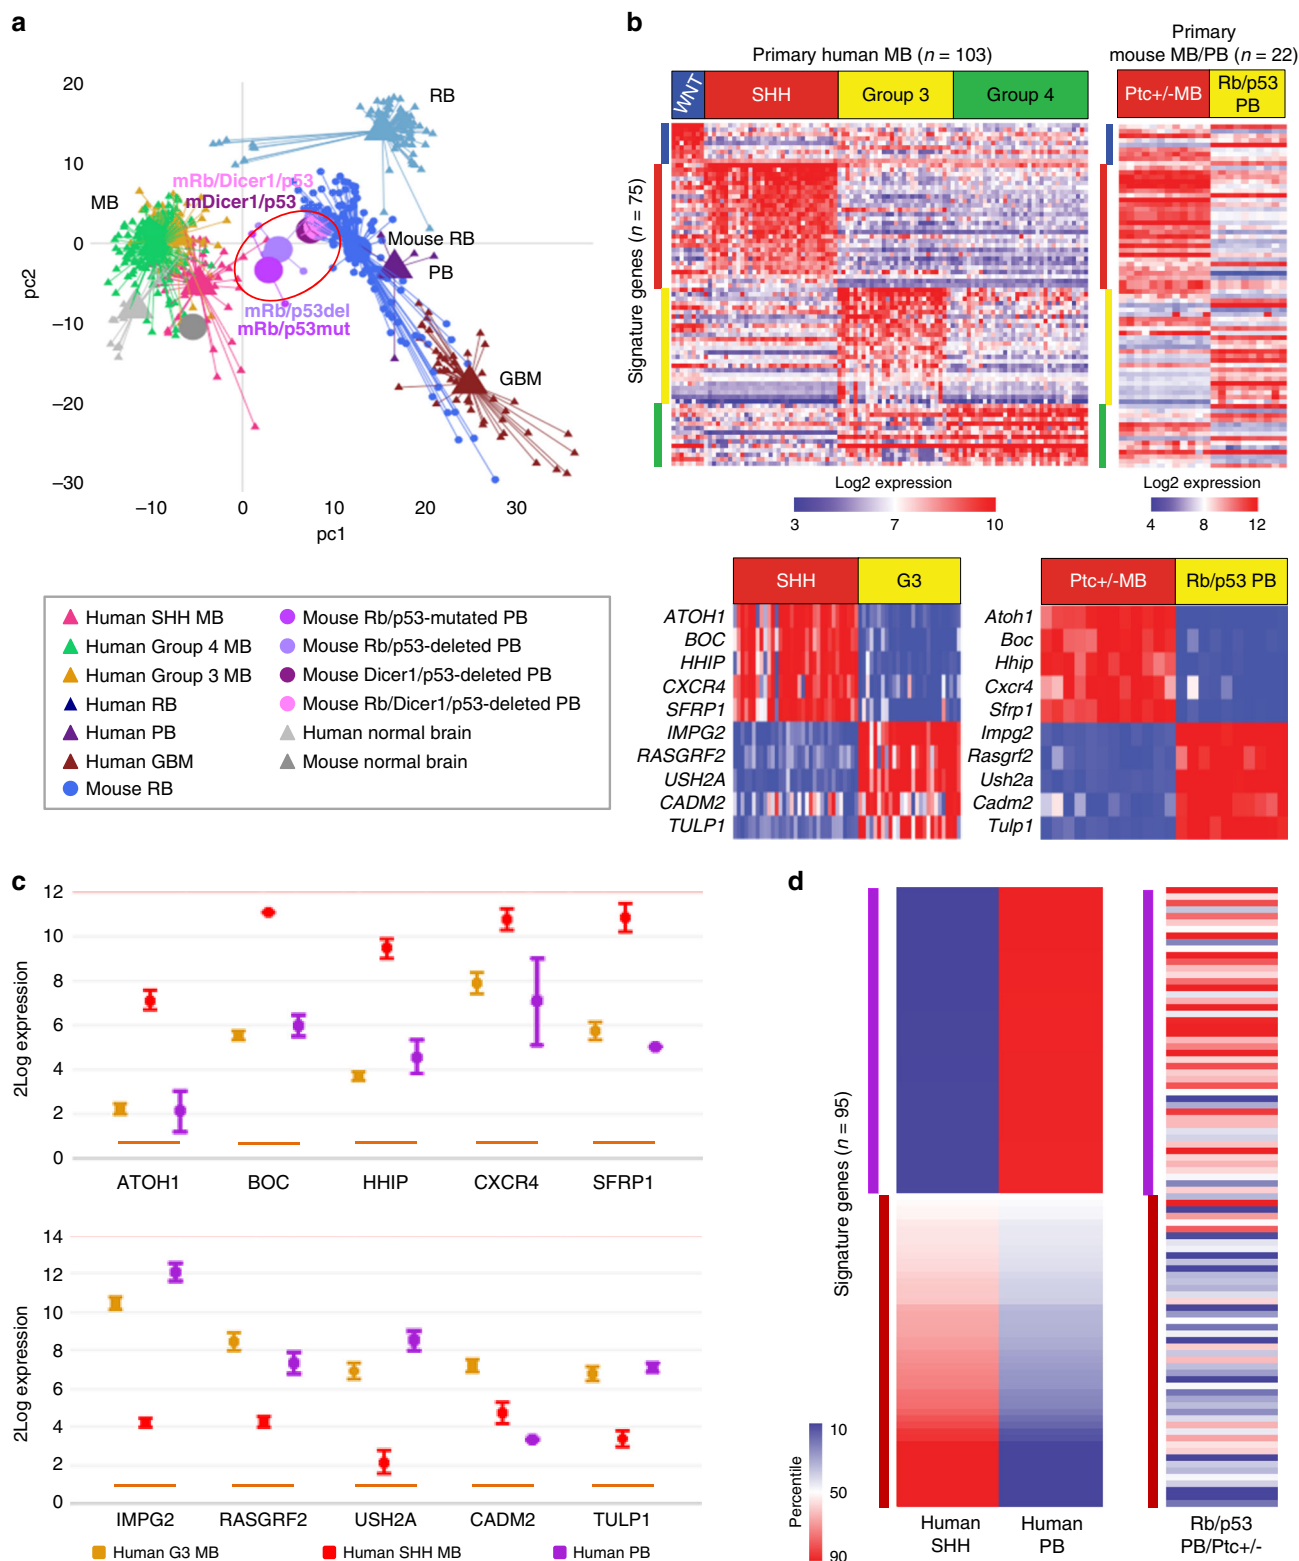 a
20
10
0
−10
−20
−30
pc2
−10
0
10
20
30
pc1
RB
MB
mRb/Dicer1/p53
mDicer1/p53
Mouse RB
PB
mRb/p53del
mRb/p53mut
GBM
Human SHH MB
Human Group 4 MB
Human Group 3 MB
Human RB
Human PB
Human GBM
Mouse RB
Mouse Rb/p53-mutated PB
Mouse Rb/p53-deleted PB
Mouse Dicer1/p53-deleted PB
Mouse Rb/Dicer1/p53-deleted PB
Human normal brain
Mouse normal brain
b
Primary human MB (n = 103)
WNT
SHH
Group 3
Group 4
Primary
mouse MB/PB (n = 22)
Ptc+/-MB
Rb/p53
PB
Signature genes (n = 75)
Log2 expression
3
7
10
Log2 expression
4
8
12
SHH
G3
ATOH1
BOC
HHIP
CXCR4
SFRP1
IMPG2
RASGRF2
USH2A
CADM2
TULP1
Ptc+/-MB
Rb/p53 PB
Atoh1
Boc
Hhip
Cxcr4
Sfrp1
Impg2
Rasgrf2
Ush2a
Cadm2
Tulp1
c
12
10
8
6
4
2
0
2Log expression
ATOH1
BOC
HHIP
CXCR4
SFRP1
14
12
10
8
6
4
2
0
2Log expression
IMPG2
RASGRF2
USH2A
CADM2
TULP1
Human G3 MB
Human SHH MB
Human PB
d
Signature genes (n = 95)
Percentile
10
50
90
Human
SHH
Human
PB
Rb/p53
PB/Ptc+/-